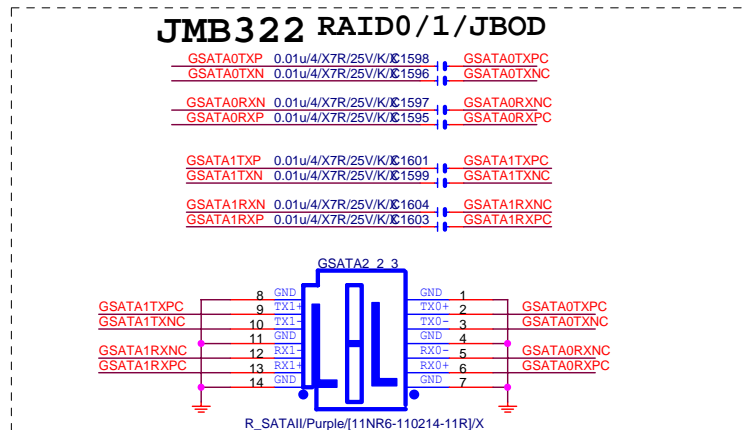 JMB322 RAID0/1/JBOD
GSATA0TXP 0.01u/4/X7R/25V/K/X C1598 GSATA0TXPC
GSATA0TXN 0.01u/4/X7R/25V/K/X C1596 GSATA0TXNC
GSATA0RXN 0.01u/4/X7R/25V/K/X C1597 GSATA0RXNC
GSATA0RXP 0.01u/4/X7R/25V/K/X C1595 GSATA0RXPC
GSATA1TXP 0.01u/4/X7R/25V/K/X C1601 GSATA1TXPC
GSATA1TXN 0.01u/4/X7R/25V/K/X C1599 GSATA1TXNC
GSATA1RXN 0.01u/4/X7R/25V/K/X C1604 GSATA1RXNC
GSATA1RXP 0.01u/4/X7R/25V/K/X C1603 GSATA1RXPC
GSATA2_2_3
8 GND GND 1
GSATA1TXPC 9 TX1+ TX0+ 2 GSATA0TXPC
GSATA1TXNC 10 TX1- TX0- 3 GSATA0TXNC
11 GND GND 4
GSATA1RXNC 12 RX1- RX0- 5 GSATA0RXNC
GSATA1RXPC 13 RX1+ RX0+ 6 GSATA0RXPC
14 GND GND 7
R_SATAII/Purple/[11NR6-110214-11R]/X